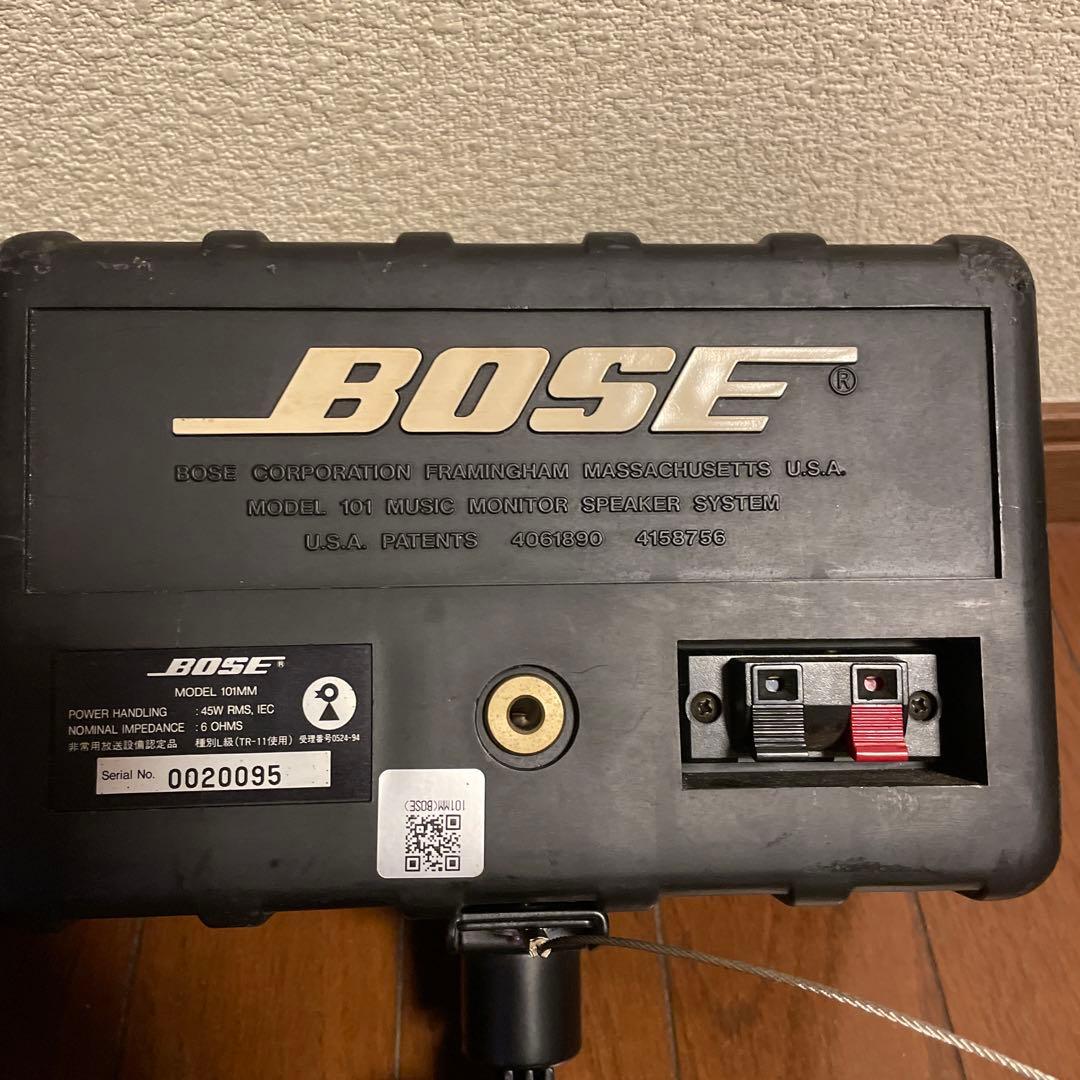 BOSE®
BOSE CORPORATION FRAMINGHAM MASSACHUSETTS U.S.A.
MODEL 101 MUSIC MONITOR SPEAKER SYSTEM
U.S.A. PATENTS 4061890 4158756
BOSE®
MODEL 101MM
POWER HANDLING : 45W RMS, IEC
NOMINAL IMPEDANCE : 6 OHMS
非常用放送設備認定品 種別L級(TR-11使用) 受理番号0524-94
Serial No. 0020095
101MM(BOSE)